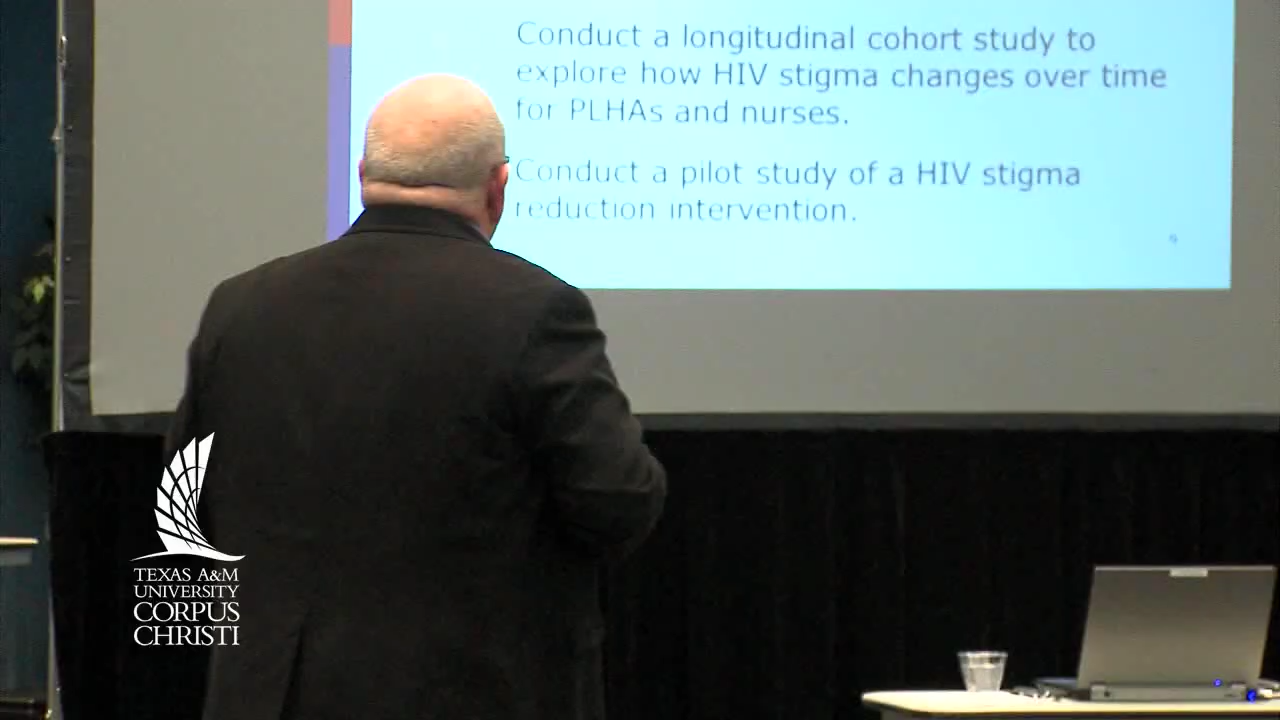 Conduct a longitudinal cohort study to
explore how HIV stigma changes over time
for PLHAs and nurses.
Conduct a pilot study of a HIV stigma
reduction intervention.
9
TEXAS A&M
UNIVERSITY
CORPUS
CHRISTI